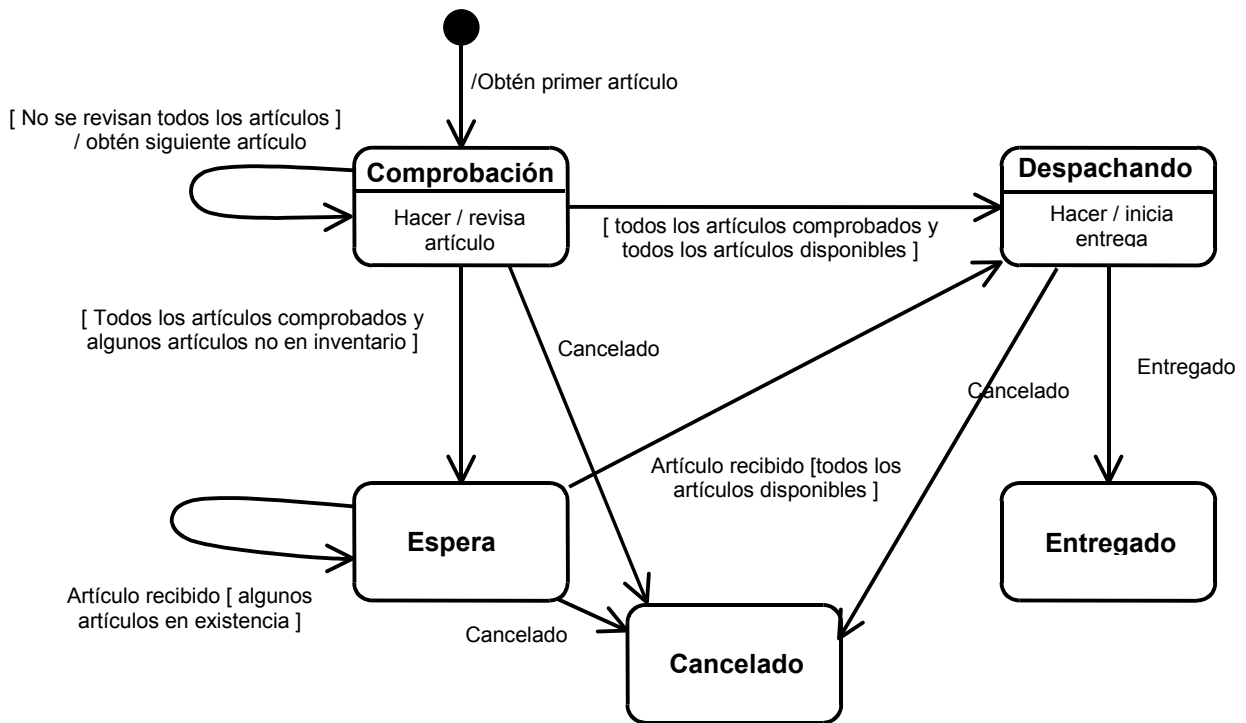 /Obtén primer artículo
[ No se revisan todos los artículos ]
/ obtén siguiente artículo
Comprobación
Hacer / revisa
artículo
Despachando
Hacer / inicia
entrega
[ todos los artículos comprobados y
todos los artículos disponibles ]
[ Todos los artículos comprobados y
algunos artículos no en inventario ]
Cancelado
Cancelado
Entregado
Artículo recibido [todos los
artículos disponibles ]
Espera
Entregado
Artículo recibido [ algunos
artículos en existencia ]
Cancelado
Cancelado